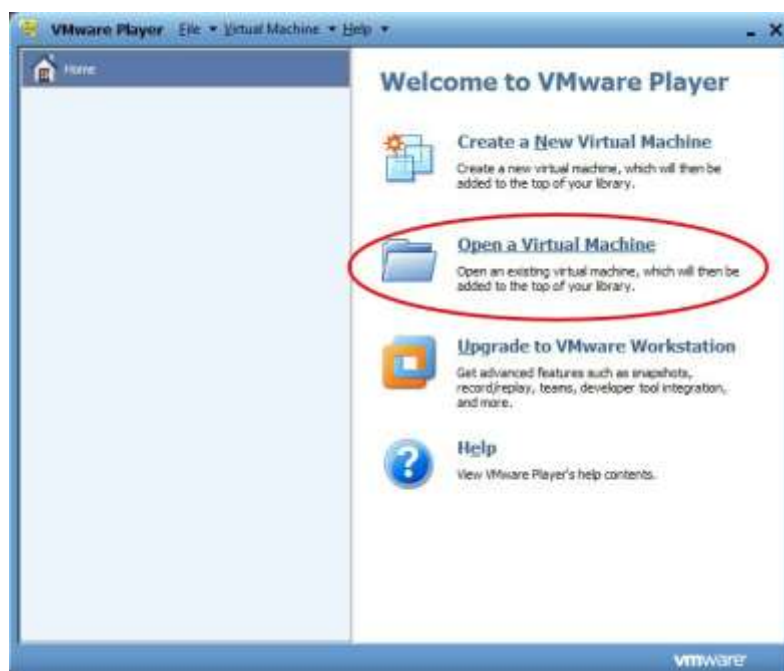 VMware Player File Virtual Machine Help
Home
Welcome to VMware Player
Create a New Virtual Machine
Create a new virtual machine, which will then be
added to the top of your library.
Open a Virtual Machine
Open an existing virtual machine, which will then be
added to the top of your library.
Upgrade to VMware Workstation
Get advanced features such as snapshots,
record/replay, teams, developer tool integration,
and more.
Help
View VMware Player's help contents.
vmware